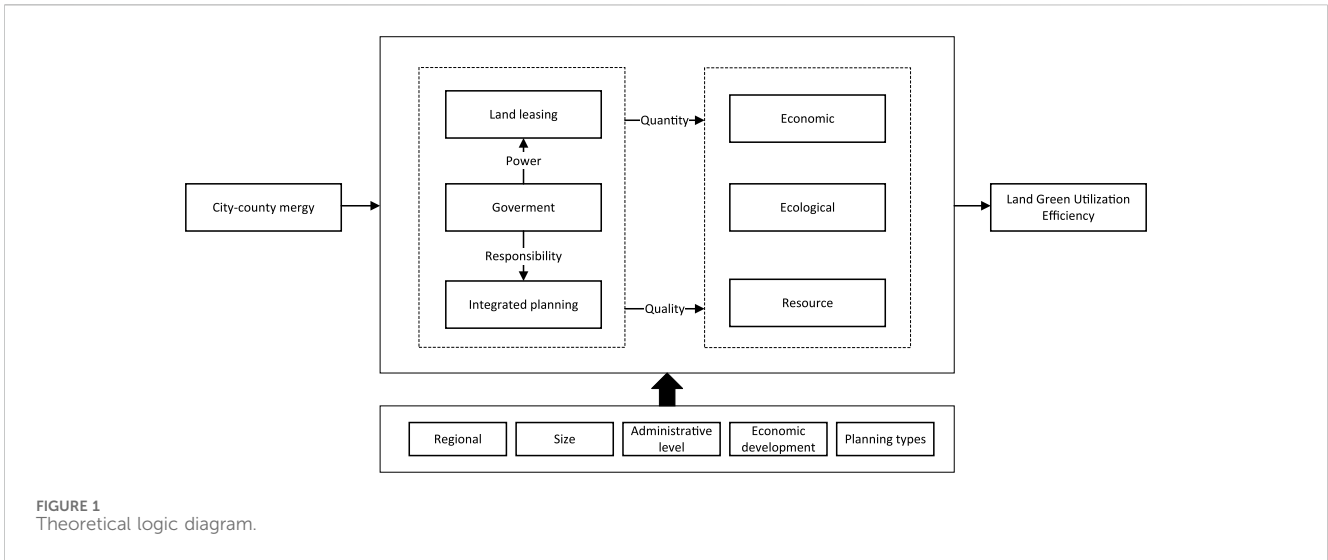 City-county mergy
Land leasing
Power
Goverment
Responsibility
Integrated planning
Quantity
Quality
Economic
Ecological
Resource
Land Green Utilization
Efficiency
Regional
Size
Administrative
level
Economic
development
Planning types
FIGURE 1
Theoretical logic diagram.